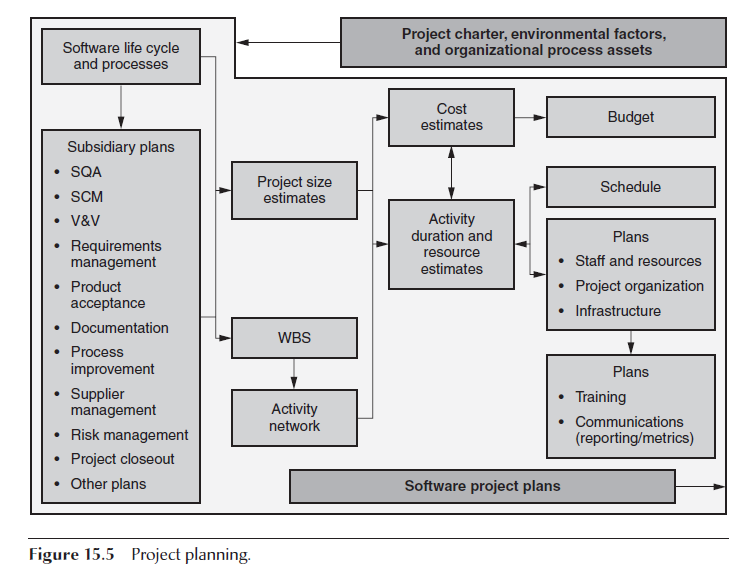 Project charter, environmental factors,
and organizational process assets
Software life cycle
and processes
Subsidiary plans
• SQA
• SCM
• V&V
• Requirements
management
• Product
acceptance
• Documentation
• Process
improvement
• Supplier
management
• Risk management
• Project closeout
• Other plans
Project size
estimates
WBS
Activity
network
Cost
estimates
Activity
duration and
resource
estimates
Budget
Schedule
Plans
• Staff and resources
• Project organization
• Infrastructure
Plans
• Training
• Communications
(reporting/metrics)
Software project plans
Figure 15.5 Project planning.